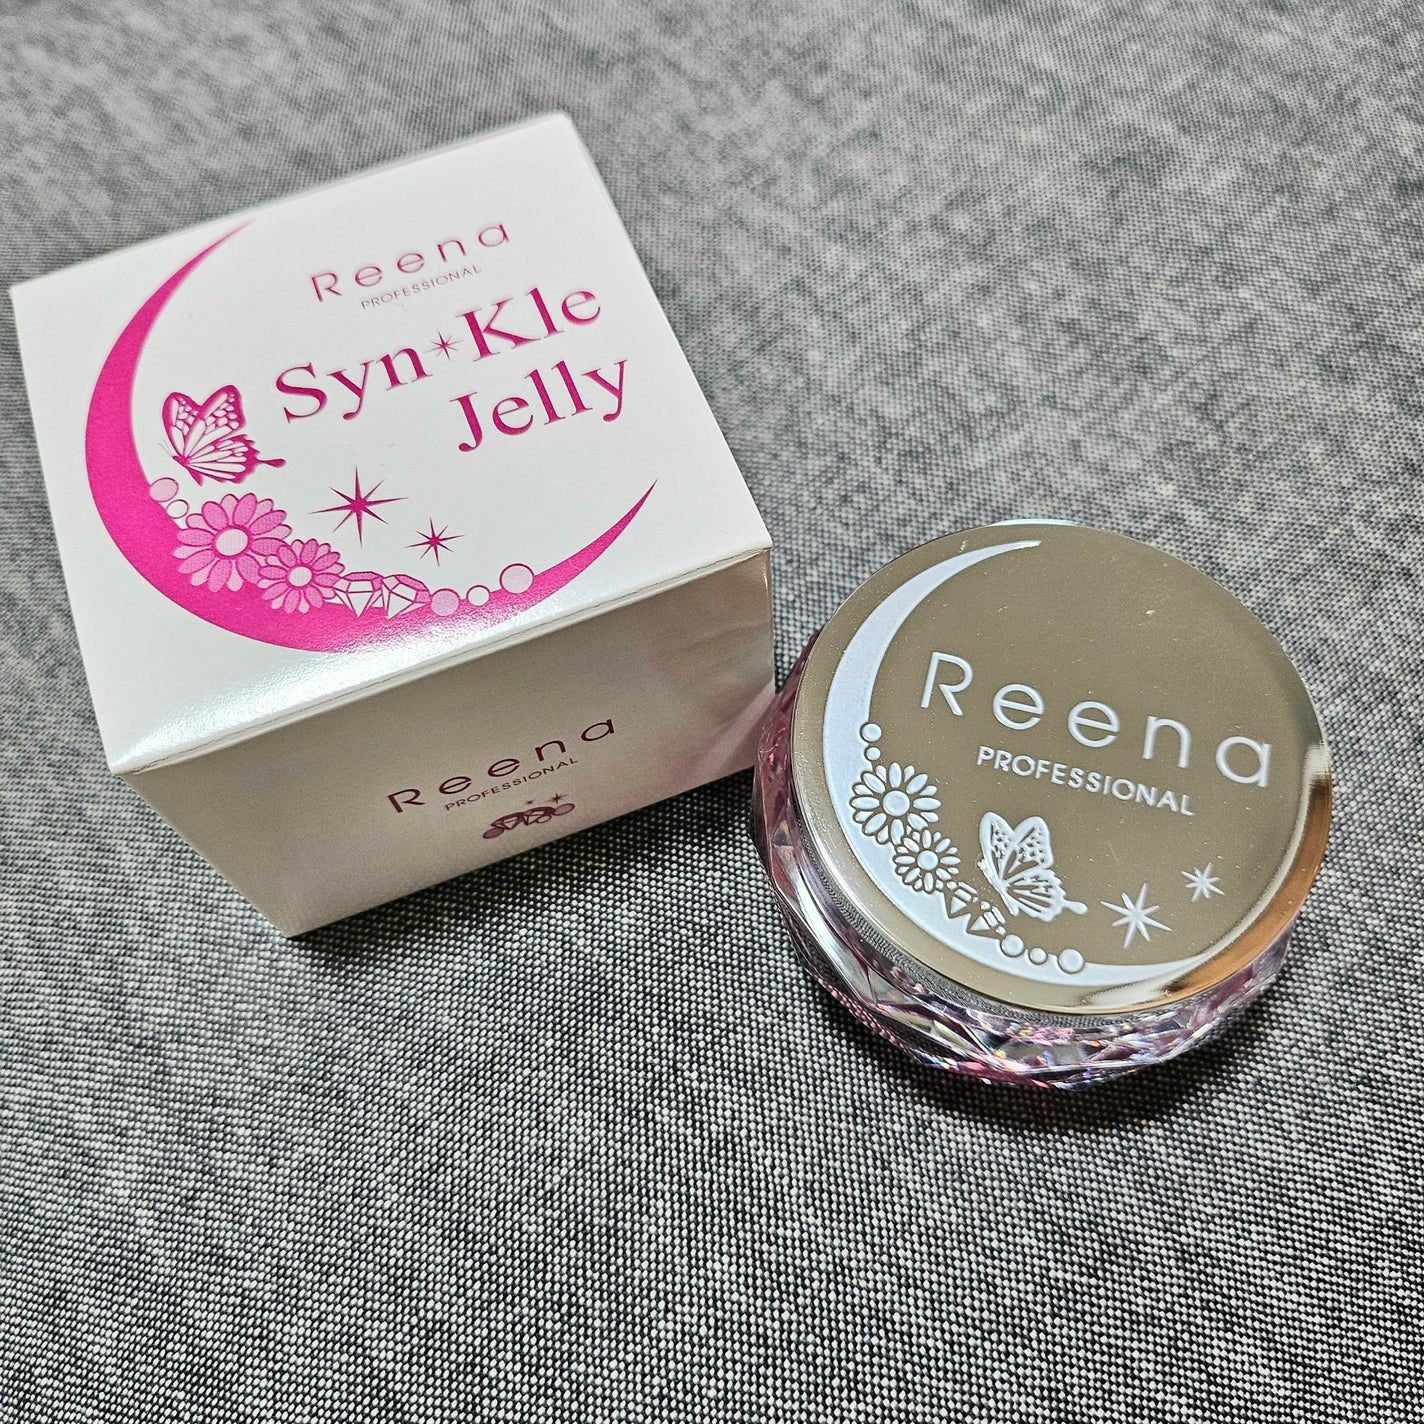 Reena
PROFESSIONAL
Syn*Kle
Jelly
Reena
PROFESSIONAL
Reena
PROFESSIONAL